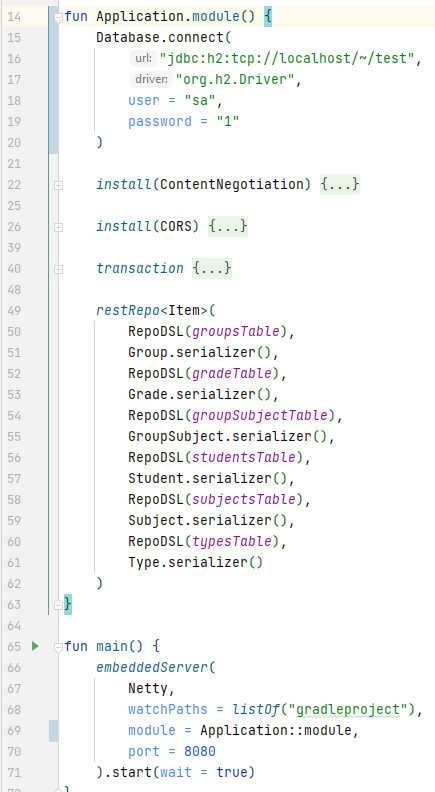 14 fun Application.module() {
15 Database.connect(
16 url: "jdbc:h2:tcp://localhost/~/test",
17 driver: "org.h2.Driver",
18 user = "sa",
19 password = "1"
20 )
21
22 install(ContentNegotiation) {...}
25
26 install(CORS) {...}
39
40 transaction {...}
48
49 restRepo<Item>(
50 RepoDSL(groupsTable),
51 Group.serializer(),
52 RepoDSL(gradeTable),
53 Grade.serializer(),
54 RepoDSL(groupSubjectTable),
55 GroupSubject.serializer(),
56 RepoDSL(studentsTable),
57 Student.serializer(),
58 RepoDSL(subjectsTable),
59 Subject.serializer(),
60 RepoDSL(typesTable),
61 Type.serializer()
62 )
63 }
64
65 fun main() {
66 embeddedServer(
67 Netty,
68 watchPaths = listOf("gradleproject"),
69 module = Application::module,
70 port = 8080
71 ).start(wait = true)
72 }